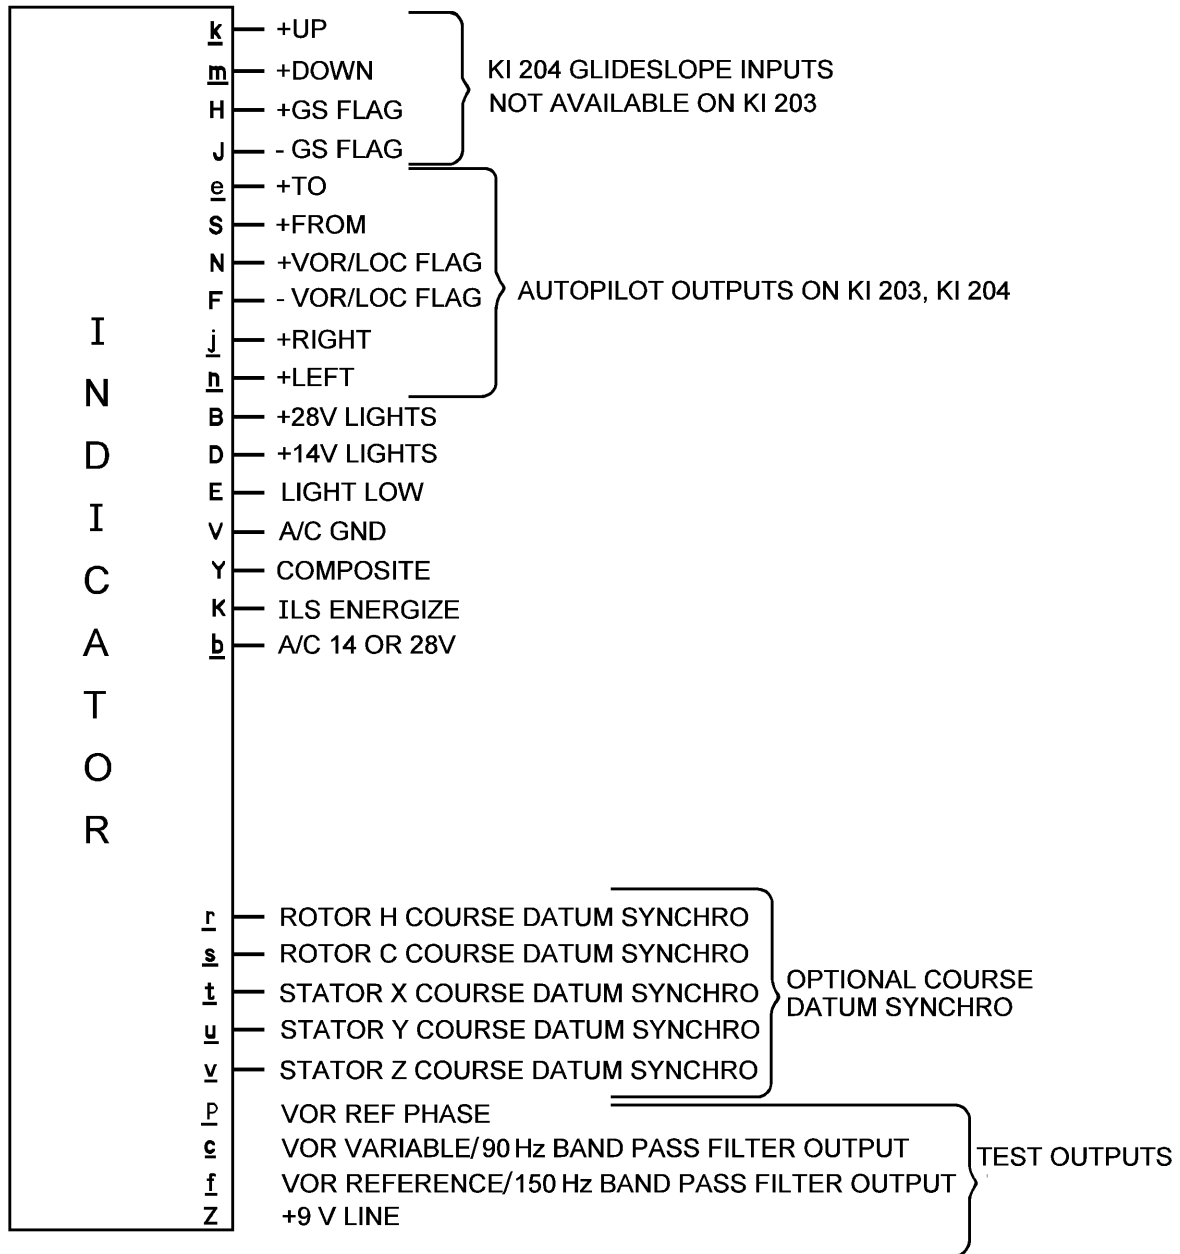 k +UP
m +DOWN
H +GS FLAG
J - GS FLAG
KI 204 GLIDESLOPE INPUTS
NOT AVAILABLE ON KI 203
e +TO
S +FROM
N +VOR/LOC FLAG
F - VOR/LOC FLAG
j +RIGHT
n +LEFT
AUTOPILOT OUTPUTS ON KI 203, KI 204
B +28V LIGHTS
D +14V LIGHTS
E LIGHT LOW
V A/C GND
Y COMPOSITE
K ILS ENERGIZE
b A/C 14 OR 28V
INDICATOR
r ROTOR H COURSE DATUM SYNCHRO
s ROTOR C COURSE DATUM SYNCHRO
t STATOR X COURSE DATUM SYNCHRO
u STATOR Y COURSE DATUM SYNCHRO
v STATOR Z COURSE DATUM SYNCHRO
OPTIONAL COURSE
DATUM SYNCHRO
P VOR REF PHASE
c VOR VARIABLE/90 Hz BAND PASS FILTER OUTPUT
f VOR REFERENCE/150 Hz BAND PASS FILTER OUTPUT
Z +9 V LINE
TEST OUTPUTS